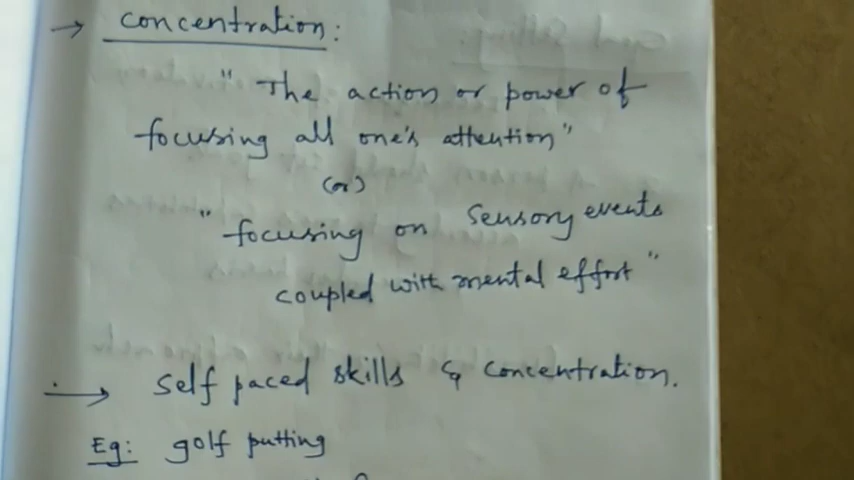 → concentration:
" The action or power of
focusing all one's attention"
(or)
" focusing on sensory events
coupled with mental effort "
→ Self paced skills & concentration.
Eg: golf putting